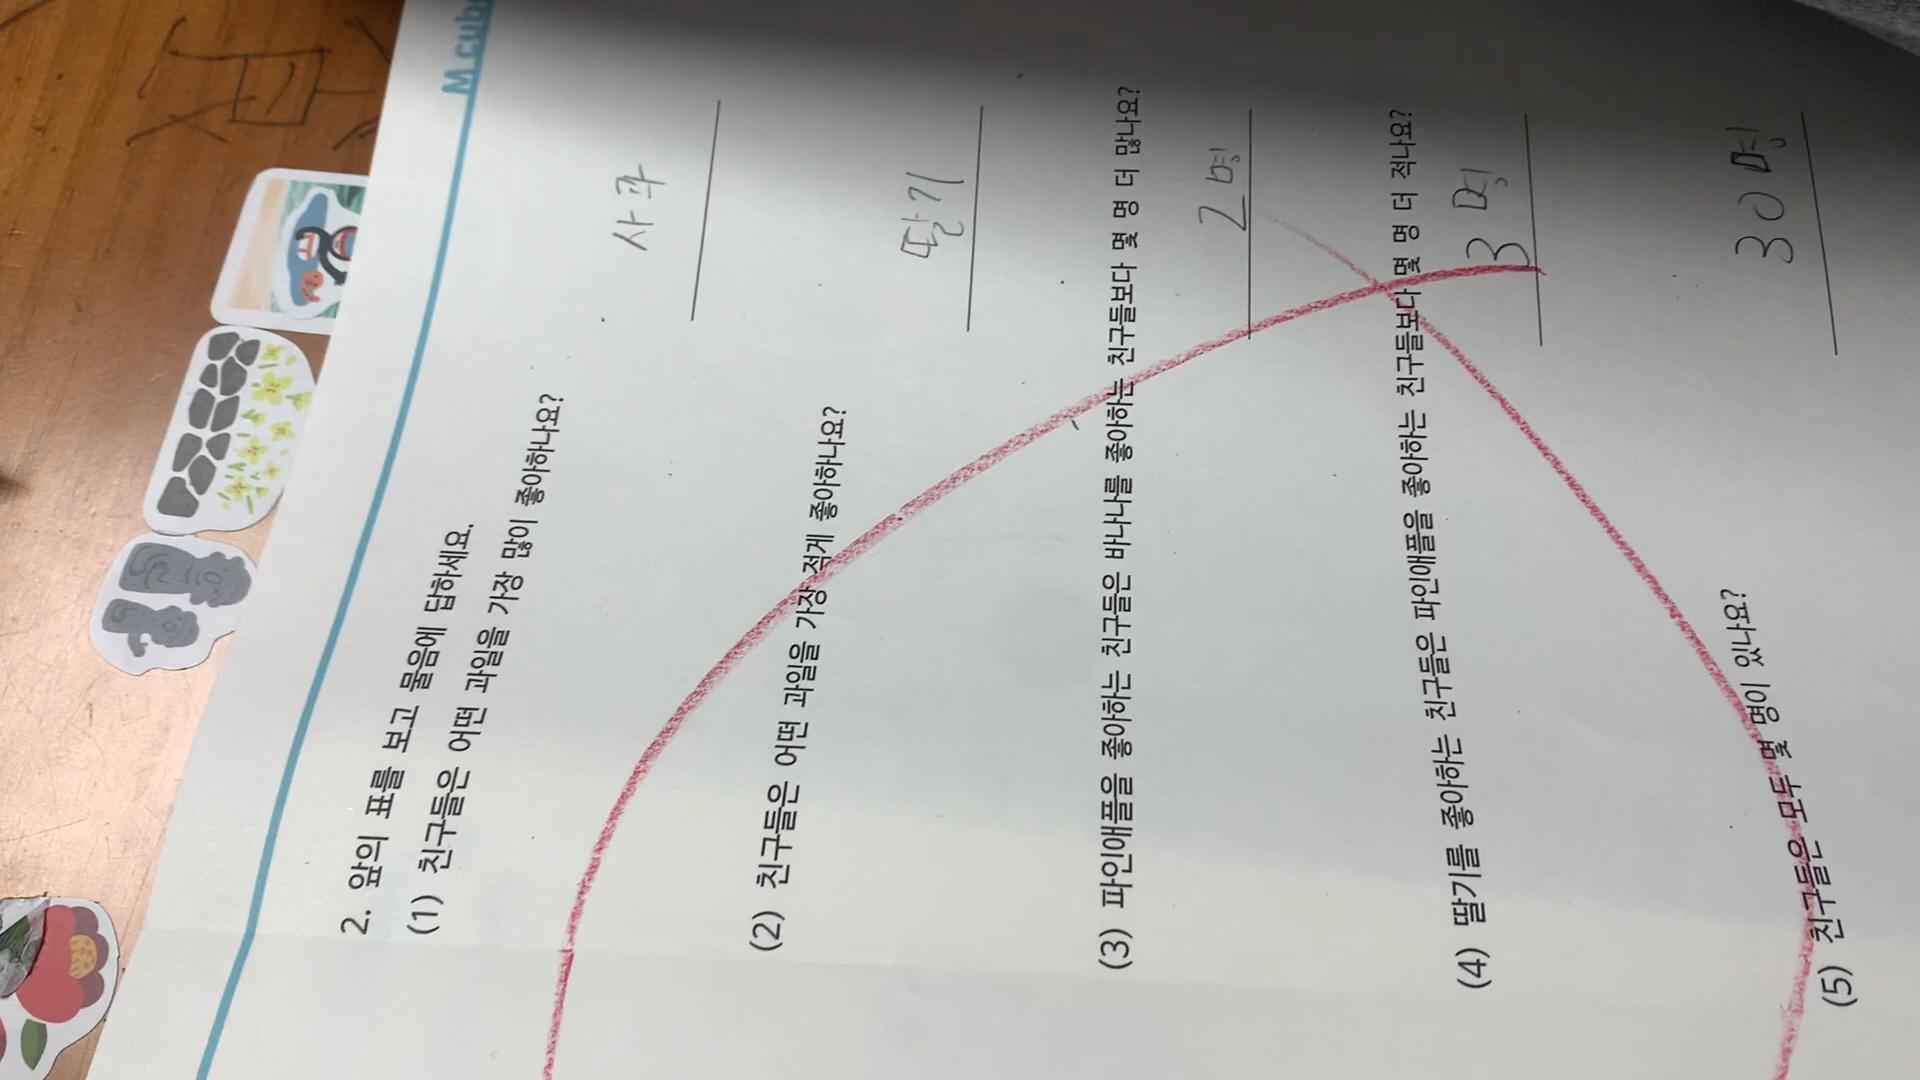 M.cub
2. 앞의 표를 보고 물음에 답하세요.
(1) 친구들은 어떤 과일을 가장 많이 좋아하나요?
사과
(2) 친구들은 어떤 과일을 가장 적게 좋아하나요?
딸기
(3) 파인애플을 좋아하는 친구들은 바나나를 좋아하는 친구들보다 몇 명 더 많나요?
2명
(4) 딸기를 좋아하는 친구들은 파인애플을 좋아하는 친구들보다 몇 명 더 적나요?
3명
(5) 친구들은 모두 몇 명이 있나요?
30명